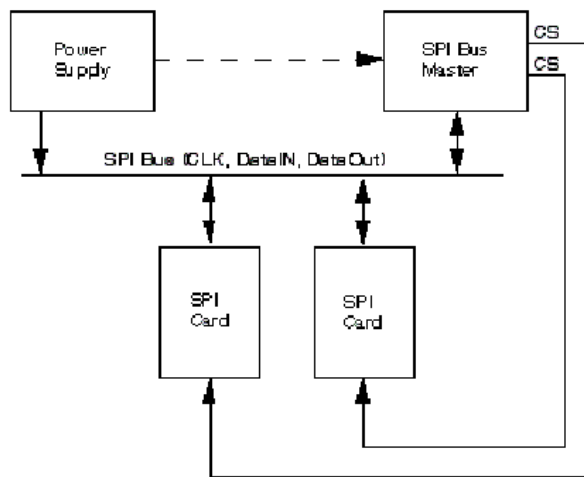 Power
Supply
SPI Bus
Master
CS
CS
SPI Bus (CLK, DataIN, DataOut)
SPI
Card
SPI
Card